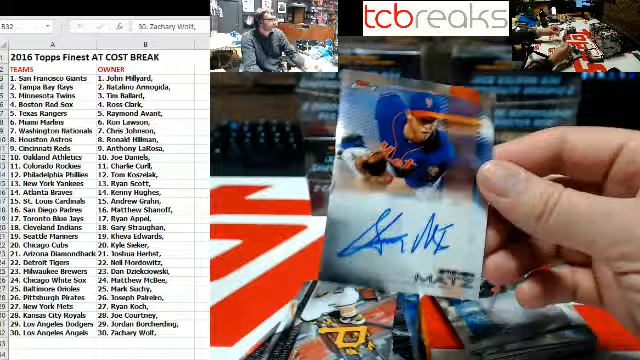 B32
fx
30. Zachary Wolf,
A
B
2016 Topps Finest AT COST BREAK
TEAMS OWNER
1. San Francisco Giants 1. John Millyard,
2. Tampa Bay Rays 2. Natalino Armogida,
3. Minnesota Twins 3. Tim Ballard,
4. Boston Red Sox 4. Ross Clark,
5. Texas Rangers 5. Raymond Avant,
6. Miami Marlins 6. Ron Lawson,
7. Washington Nationals 7. Chris Johnson,
8. Houston Astros 8. Ronald Hillman,
9. Cincinnati Reds 9. Anthony LaRosa,
10. Oakland Athletics 10. Joe Daniels,
11. Colorado Rockies 11. Charlie Curll,
12. Philadelphia Phillies 12. Tom Koszelak,
13. New York Yankees 13. Ryan Scott,
14. Atlanta Braves 14. Kenny Hughes,
15. St. Louis Cardinals 15. Andrew Grahn,
16. San Diego Padres 16. Matthew Shanoff,
17. Toronto Blue Jays 17. Ryan Appel,
18. Cleveland Indians 18. Gary Straughan,
19. Seattle Mariners 19. Kheva Edwards,
20. Chicago Cubs 20. Kyle Sieker,
21. Arizona Diamondback 21. Joshua Herbst,
22. Detroit Tigers 22. Neil Mordowitz,
23. Milwaukee Brewers 23. Dan Dziekciowski,
24. Chicago White Sox 24. Matthew McBee,
25. Baltimore Orioles 25. Mark Suchy,
26. Pittsburgh Pirates 26. Joseph Palreiro,
27. New York Mets 27. Ryan Koch,
28. Kansas City Royals 28. Joe Courtney,
29. Los Angeles Dodgers 29. Jordan Borcherding,
30. Los Angeles Angels 30. Zachary Wolf,
tcbreaks
Mets
MATZ